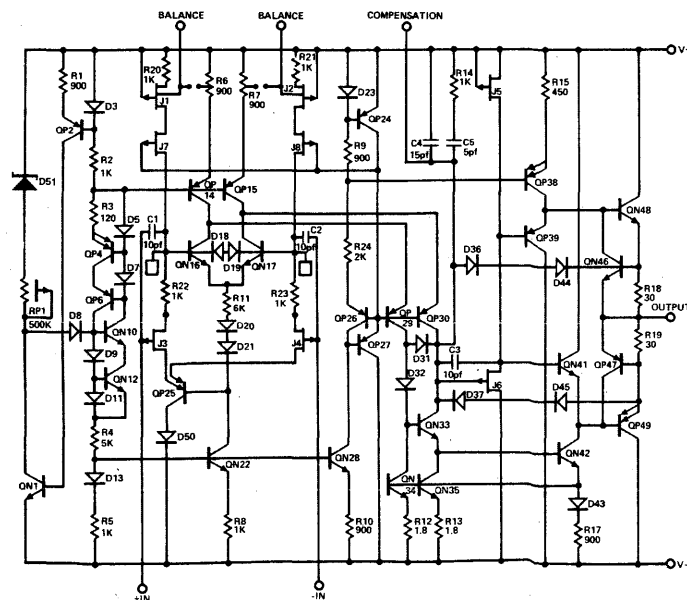 BALANCE BALANCE COMPENSATION
V+
R1 900
D3
QP2
R2 1K
R20 1K
J1
R6 900
R7 900
J2
R21 1K
D23
QP24
R9 900
C4 15pf
C5 5pf
R14 1K
J5
R15 450
J7
J8
D51
R3 120
D5
QP 14
QP15
QP38
QN48
QP4
D7
C1 10pf
C2 10pf
QN16
D18
D19
QN17
R24 2K
D36
QP39
D44
QN46
R18 30
OUTPUT
RP1 500K
QP6
D8
QN10
R22 1K
R11 6K
R23 1K
QP26
QP 29
QP30
R19 30
D9
QN12
D11
J3
D20
D21
J4
QP27
D31
C3 10pf
D32
J6
D37
QN41
D45
QP47
QP25
QP49
R4 5K
D50
QN33
QN1
D13
QN22
QN28
QN 34
QN35
QN42
D43
R5 1K
R8 1K
R10 900
R12 1.8
R13 1.8
R17 900
V-
+IN
-IN